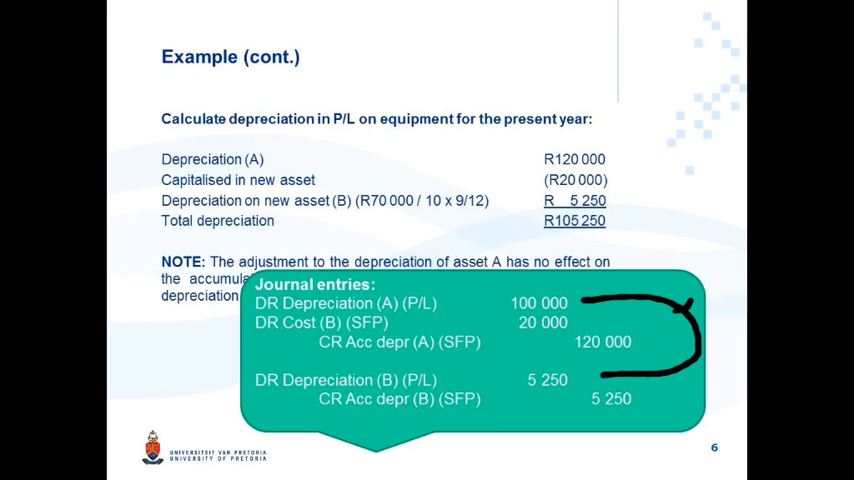 Example (cont.)
Calculate depreciation in P/L on equipment for the present year:
Depreciation (A) R120 000
Capitalised in new asset (R20 000)
Depreciation on new asset (B) (R70 000 / 10 x 9/12) R 5 250
Total depreciation R105 250
NOTE: The adjustment to the depreciation of asset A has no effect on
the
depreciation
Journal entries:
DR Depreciation (A) (P/L) 100 000
DR Cost (B) (SFP) 20 000
CR Acc depr (A) (SFP) 120 000
DR Depreciation (B) (P/L) 5 250
CR Acc depr (B) (SFP) 5 250
UNIVERSITEIT VAN PRETORIA
UNIVERSITY OF PRETORIA
6